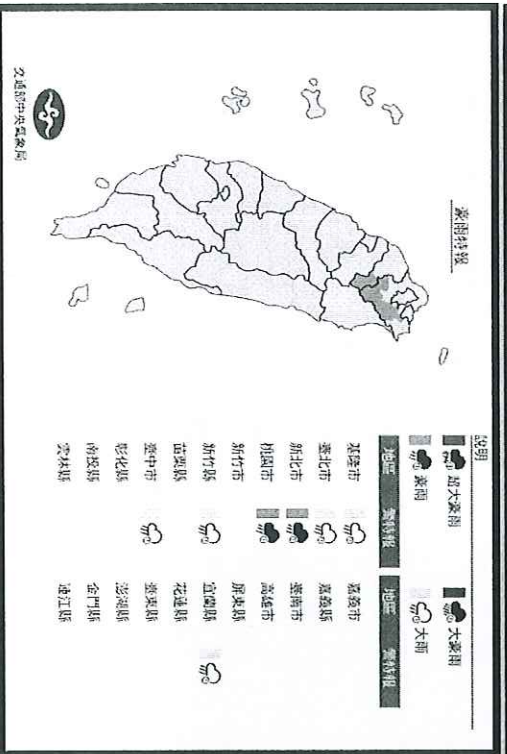 豪雨特報
交通部中央氣象局
說明
超大豪雨 大豪雨
豪雨 大雨
地區 警特報 地區 警特報
基隆市 嘉義市
臺北市 嘉義縣
新北市 臺南市
桃園市 高雄市
新竹市 屏東縣
新竹縣 宜蘭縣
苗栗縣 花蓮縣
臺中市 臺東縣
彰化縣 澎湖縣
南投縣 金門縣
雲林縣 連江縣